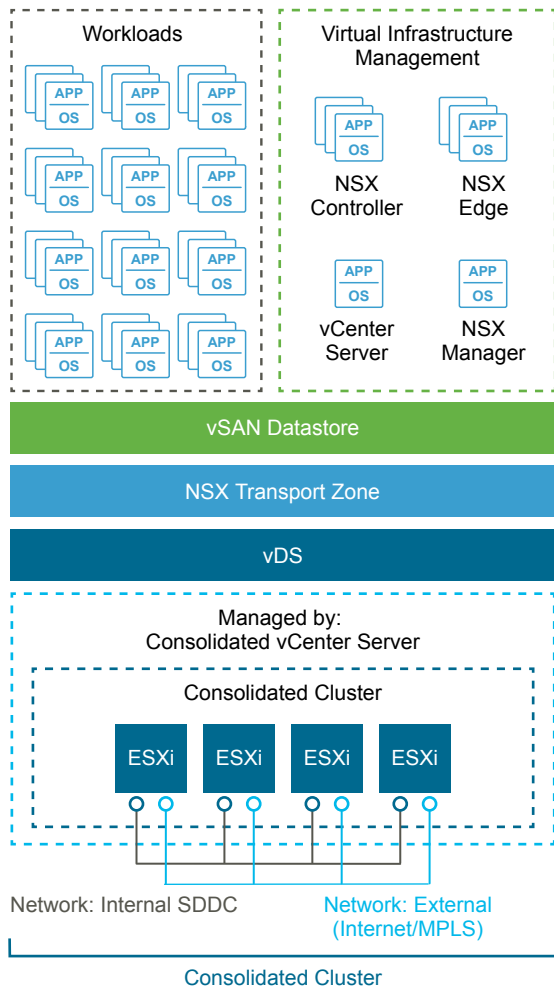 Workloads
APP APP APP
OS OS OS
APP APP APP
OS OS OS
APP APP APP
OS OS OS
APP APP APP
OS OS OS
Virtual Infrastructure
Management
APP
OS
NSX
Controller
APP
OS
NSX
Edge
APP
OS
vCenter
Server
APP
OS
NSX
Manager
vSAN Datastore
NSX Transport Zone
vDS
Managed by:
Consolidated vCenter Server
Consolidated Cluster
ESXi ESXi ESXi ESXi
Network: Internal SDDC
Network: External
(Internet/MPLS)
Consolidated Cluster